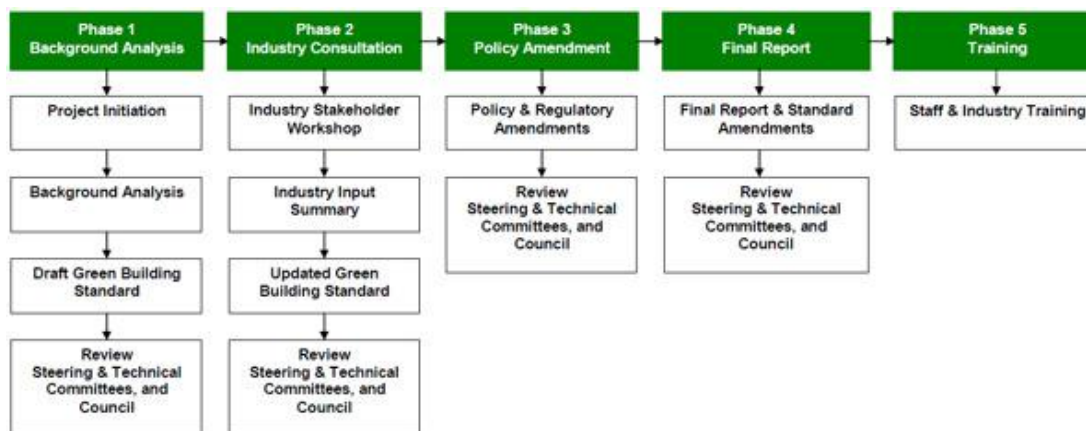 Phase 1
Background Analysis
Phase 2
Industry Consultation
Phase 3
Policy Amendment
Phase 4
Final Report
Phase 5
Training
Project Initiation
Background Analysis
Draft Green Building
Standard
Review
Steering & Technical
Committees, and
Council
Industry Stakeholder
Workshop
Industry Input
Summary
Updated Green
Building Standard
Review
Steering & Technical
Committees, and
Council
Policy & Regulatory
Amendments
Review
Steering & Technical
Committees, and
Council
Final Report & Standard
Amendments
Review
Steering & Technical
Committees, and
Council
Staff & Industry Training